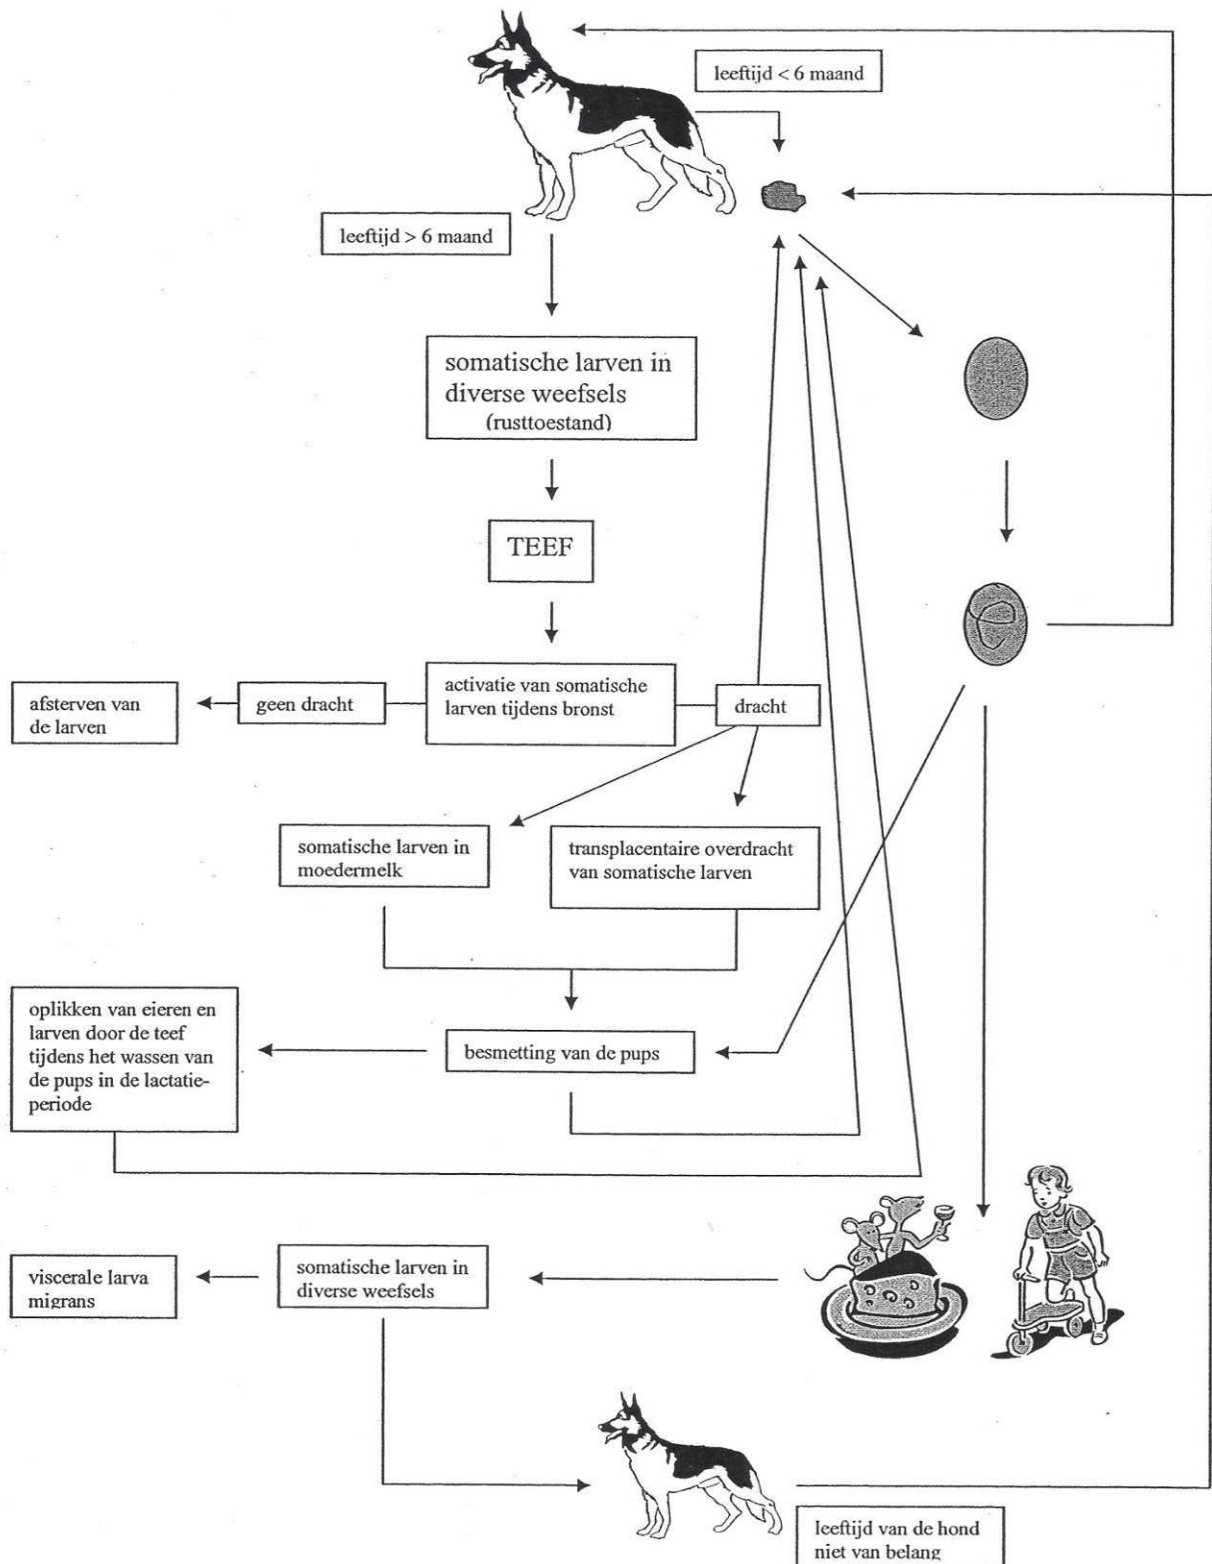 leeftijd < 6 maand
leeftijd > 6 maand
somatische larven in
diverse weefsels
(rusttoestand)
TEEF
activatie van somatische
larven tijdens bronst
dracht
geen dracht
afsterven van
de larven
somatische larven in
moedermelk
transplacentaire overdracht
van somatische larven
oplikken van eieren en
larven door de teef
tijdens het wassen van
de pups in de lactatie-
periode
besmetting van de pups
viscerale larva
migrans
somatische larven in
diverse weefsels
leeftijd van de hond
niet van belang